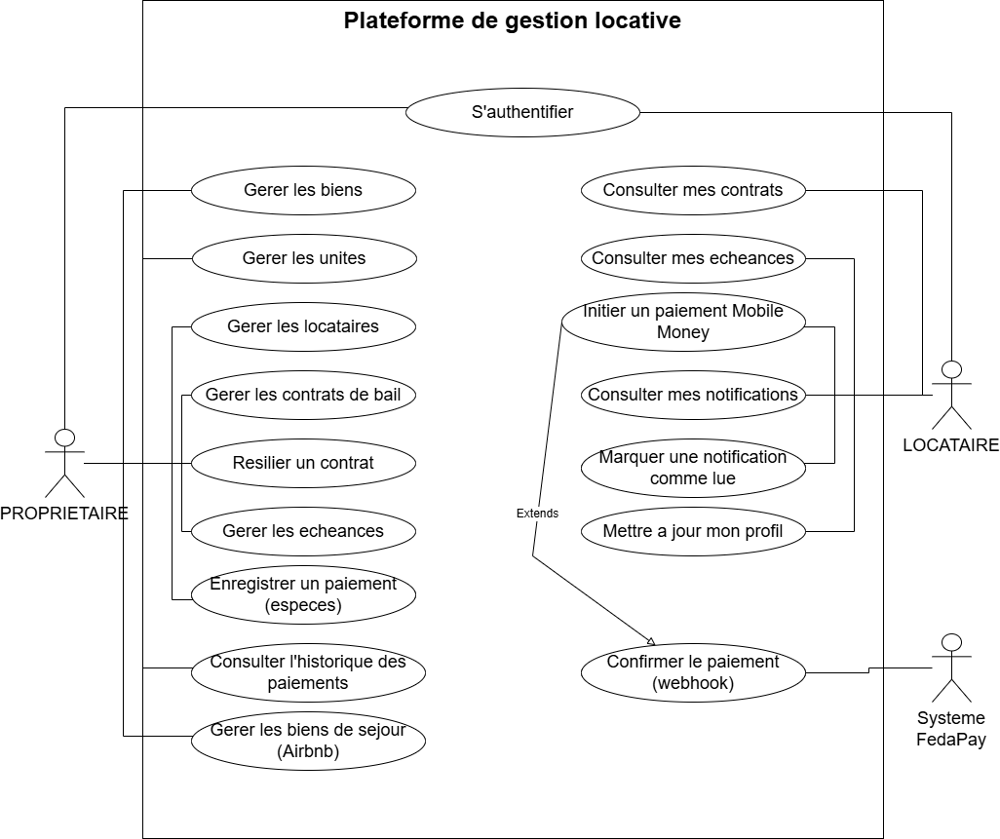 Plateforme de gestion locative
S'authentifier
Gerer les biens
Consulter mes contrats
Gerer les unites
Consulter mes echeances
Gerer les locataires
Initier un paiement Mobile
Money
Gerer les contrats de bail
Consulter mes notifications
LOCATAIRE
Resilier un contrat
Marquer une notification
comme lue
PROPRIETAIRE
Extends
Gerer les echeances
Mettre a jour mon profil
Enregistrer un paiement
(especes)
Consulter l'historique des
paiements
Confirmer le paiement
(webhook)
Systeme
FedaPay
Gerer les biens de sejour
(Airbnb)